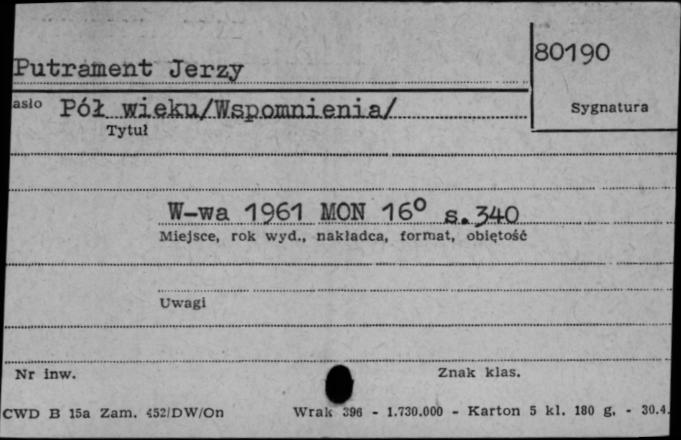 Putrament Jerzy
80190
asło Pół wieku/Wspomnienia/
Sygnatura
Tytuł
W-wa 1961 MON 16° s. 340
Miejsce, rok wyd., nakładca, format, objętość
Uwagi
Nr inw.
Znak klas.
CWD B 15a Zam. 452/DW/On Wrak 396 - 1.730.000 - Karton 5 kl. 180 g. - 30.4.